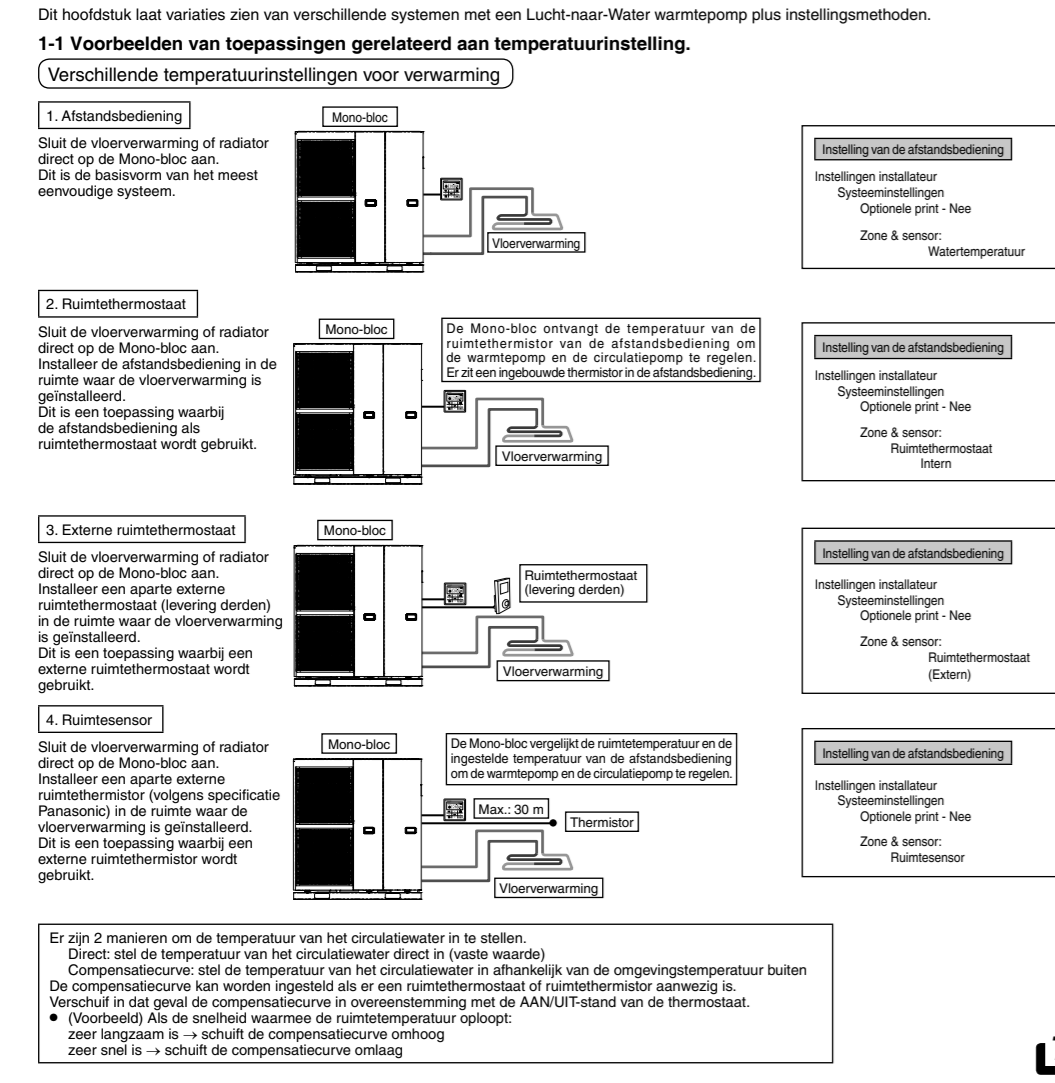 Dit hoofdstuk laat variaties zien van verschillende systemen met een Lucht-naar-Water warmtepomp plus instellingsmethoden.
1-1 Voorbeelden van toepassingen gerelateerd aan temperatuurinstelling.
Verschillende temperatuurinstellingen voor verwarming
1. Afstandsbediening
Sluit de vloerverwarming of radiator
direct op de Mono-bloc aan.
Dit is de basisvorm van het meest
eenvoudige systeem.
Mono-bloc
Vloerverwarming
Instelling van de afstandsbediening
Instellingen installateur
Systeeminstellingen
Optionele print - Nee
Zone & sensor:
Watertemperatuur
2. Ruimtethermostaat
Sluit de vloerverwarming of radiator
direct op de Mono-bloc aan.
Installeer de afstandsbediening in de
ruimte waar de vloerverwarming is
geïnstalleerd.
Dit is een toepassing waarbij
de afstandsbediening als
ruimtethermostaat wordt gebruikt.
Mono-bloc
De Mono-bloc ontvangt de temperatuur van de
ruimtethermistor van de afstandsbediening om
de warmtepomp en de circulatiepomp te regelen.
Er zit een ingebouwde thermistor in de afstandsbediening.
Vloerverwarming
Instelling van de afstandsbediening
Instellingen installateur
Systeeminstellingen
Optionele print - Nee
Zone & sensor:
Ruimtethermostaat
Intern
3. Externe ruimtethermostaat
Sluit de vloerverwarming of radiator
direct op de Mono-bloc aan.
Installeer een aparte externe
ruimtethermostaat (levering derden)
in de ruimte waar de vloerverwarming
is geïnstalleerd.
Dit is een toepassing waarbij een
externe ruimtethermostaat wordt
gebruikt.
Mono-bloc
Ruimtethermostaat
(levering derden)
Vloerverwarming
Instelling van de afstandsbediening
Instellingen installateur
Systeeminstellingen
Optionele print - Nee
Zone & sensor:
Ruimtethermostaat
(Extern)
4. Ruimtesensor
Sluit de vloerverwarming of radiator
direct op de Mono-bloc aan.
Installeer een aparte externe
ruimtethermistor (volgens specificatie
Panasonic) in de ruimte waar de
vloerverwarming is geïnstalleerd.
Dit is een toepassing waarbij een
externe ruimtethermistor wordt
gebruikt.
Mono-bloc
De Mono-bloc vergelijkt de ruimtetemperatuur en de
ingestelde temperatuur van de afstandsbediening
om de warmtepomp en de circulatiepomp te regelen.
Max.: 30 m
Thermistor
Vloerverwarming
Instelling van de afstandsbediening
Instellingen installateur
Systeeminstellingen
Optionele print - Nee
Zone & sensor:
Ruimtesensor
Er zijn 2 manieren om de temperatuur van het circulatiewater in te stellen.
Direct: stel de temperatuur van het circulatiewater direct in (vaste waarde)
Compensatiecurve: stel de temperatuur van het circulatiewater in afhankelijk van de omgevingstemperatuur buiten
De compensatiecurve kan worden ingesteld als er een ruimtethermostaat of ruimtethermistor aanwezig is.
Verschuif in dat geval de compensatiecurve in overeenstemming met de AAN/UIT-stand van de thermostaat.
● (Voorbeeld) Als de snelheid waarmee de ruimtetemperatuur oploopt:
zeer langzaam is → schuift de compensatiecurve omhoog
zeer snel is → schuift de compensatiecurve omlaag